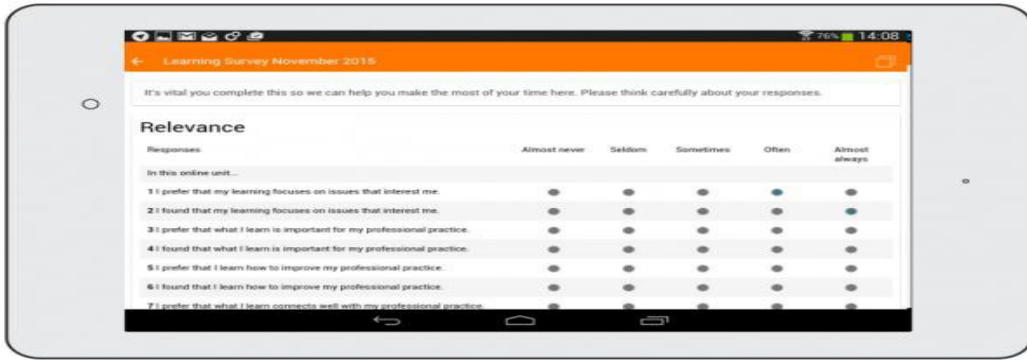 76% 14:08
Learning Survey November 2015
It's vital you complete this so we can help you make the most of your time here. Please think carefully about your responses.
Relevance
Responses Almost never Seldom Sometimes Often Almost always
In this online unit...
1 I prefer that my learning focuses on issues that interest me.
2 I found that my learning focuses on issues that interest me.
3 I prefer that what I learn is important for my professional practice.
4 I found that what I learn is important for my professional practice.
5 I prefer that I learn how to improve my professional practice.
6 I found that I learn how to improve my professional practice.
7 I prefer that what I learn connects well with my professional practice.